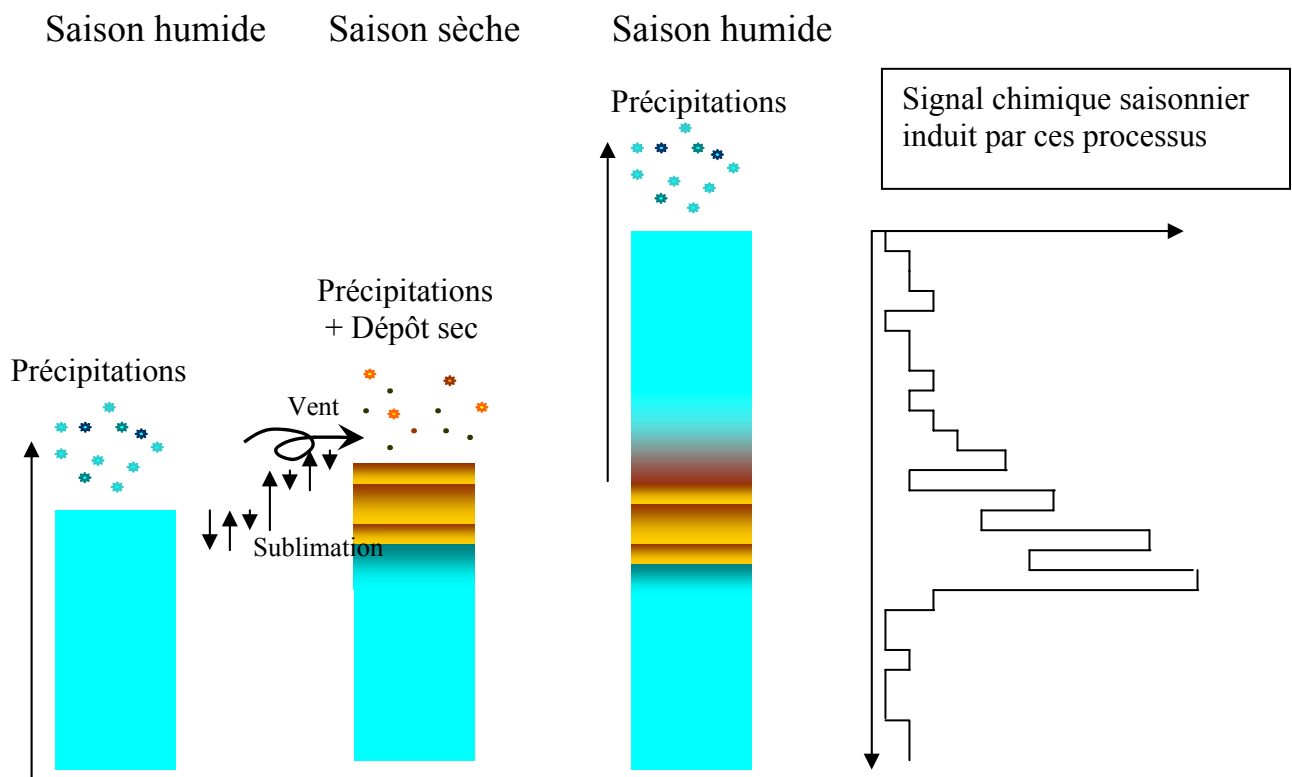 Saison humide
Saison sèche
Saison humide
Précipitations
Signal chimique saisonnier
induit par ces processus
Précipitations
+ Dépôt sec
Précipitations
Vent
Sublimation